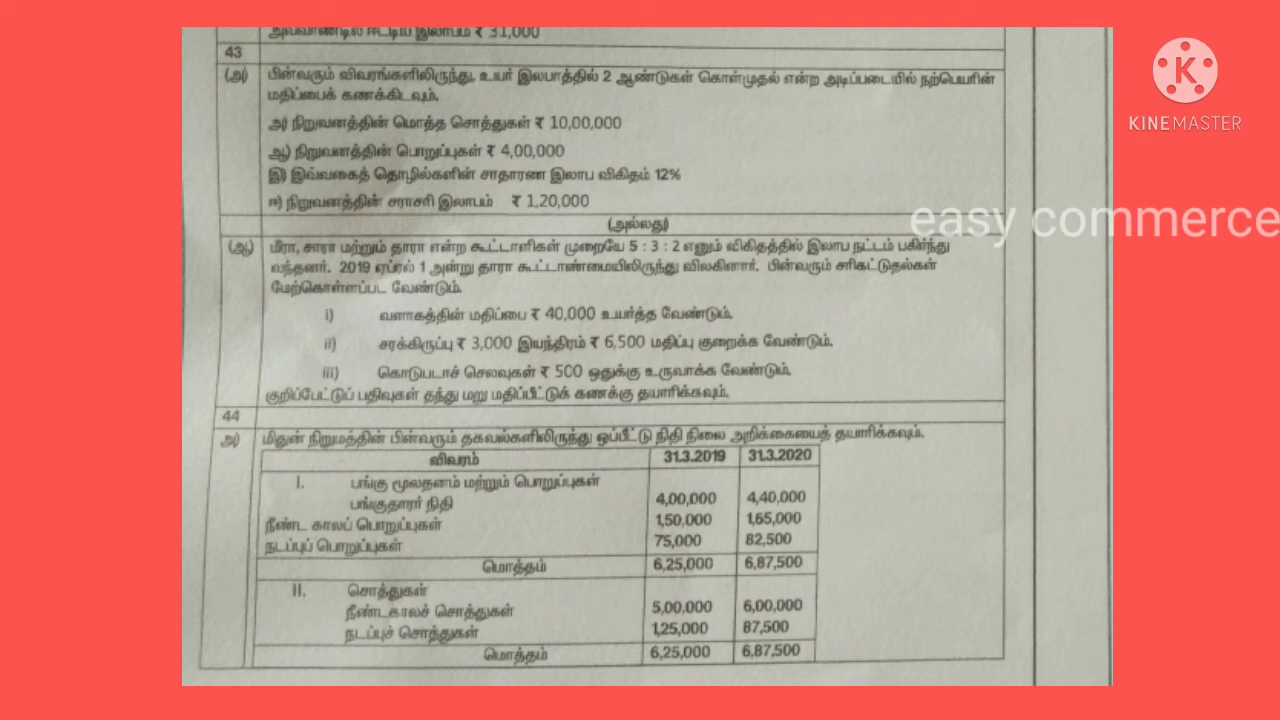 அவ்வாண்டில் ஈட்டிய இலாபம் ₹ 31,000
43
(அ) பின்வரும் விவரங்களிலிருந்து, உயர் இலாபத்தில் 2 ஆண்டுகள் கொள்முதல் என்ற அடிப்படையில் நற்பெயரின்
மதிப்பைக் கணக்கிடவும்.
அ) நிறுவனத்தின் மொத்த சொத்துகள் ₹ 10,00,000
ஆ) நிறுவனத்தின் பொறுப்புகள் ₹ 4,00,000
இ) இவ்வகைத் தொழில்களின் சாதாரண இலாப விகிதம் 12%
ஈ) நிறுவனத்தின் சராசரி இலாபம் ₹ 1,20,000
(அல்லது)
(ஆ) மீரா, சாரா மற்றும் தாரா என்ற கூட்டாளிகள் முறையே 5 : 3 : 2 எனும் விகிதத்தில் இலாப நட்டம் பகிர்ந்து
வந்தனர். 2019 ஏப்ரல் 1 அன்று தாரா கூட்டாண்மையிலிருந்து விலகினார். பின்வரும் சரிகட்டுதல்கள்
மேற்கொள்ளப்பட வேண்டும்.
i) வளாகத்தின் மதிப்பை ₹ 40,000 உயர்த்த வேண்டும்.
ii) சரக்கிருப்பு ₹ 3,000 இயந்திரம் ₹ 6,500 மதிப்பு குறைக்க வேண்டும்.
iii) கொடுபடாச் செலவுகள் ₹ 500 ஒதுக்கு உருவாக்க வேண்டும்.
குறிப்பேட்டுப் பதிவுகள் தந்து மறு மதிப்பீட்டுக் கணக்கு தயாரிக்கவும்.
44
அ) மிதுன் நிறுமத்தின் பின்வரும் தகவல்களிலிருந்து ஒப்பீட்டு நிதி நிலை அறிக்கையைத் தயாரிக்கவும்.
விவரம் 31.3.2019 31.3.2020
I. பங்கு மூலதனம் மற்றும் பொறுப்புகள்
பங்குதாரர் நிதி 4,00,000 4,40,000
நீண்ட காலப் பொறுப்புகள் 1,50,000 1,65,000
நடப்புப் பொறுப்புகள் 75,000 82,500
மொத்தம் 6,25,000 6,87,500
II. சொத்துகள்
நீண்டகாலச் சொத்துகள் 5,00,000 6,00,000
நடப்புச் சொத்துகள் 1,25,000 87,500
மொத்தம் 6,25,000 6,87,500
K
KINEMASTER
easy commerce